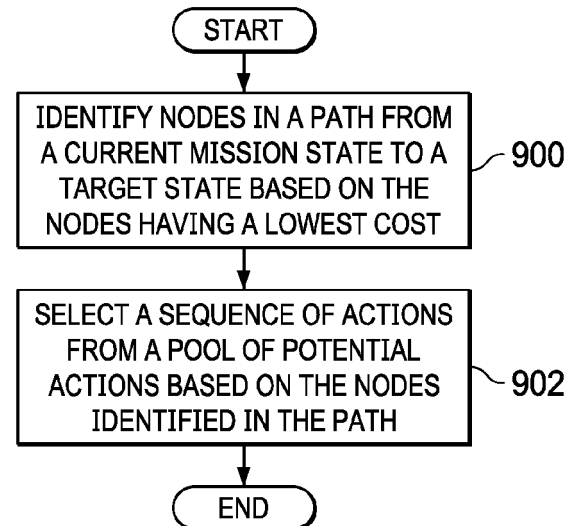 START
IDENTIFY NODES IN A PATH FROM
A CURRENT MISSION STATE TO A
TARGET STATE BASED ON THE
NODES HAVING A LOWEST COST
900
SELECT A SEQUENCE OF ACTIONS
FROM A POOL OF POTENTIAL
ACTIONS BASED ON THE NODES
IDENTIFIED IN THE PATH
902
END